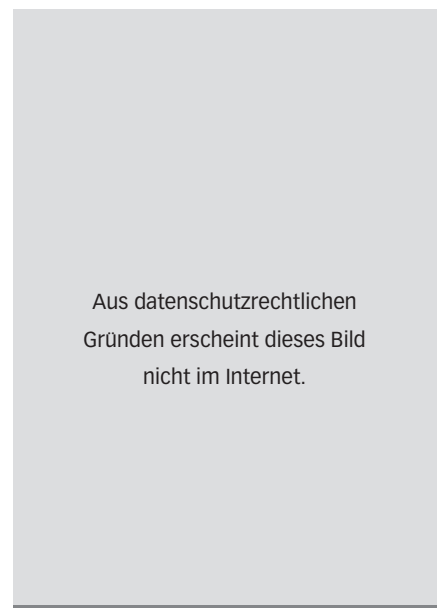 Aus datenschutzrechtlichen
Gründen erscheint dieses Bild
nicht im Internet.